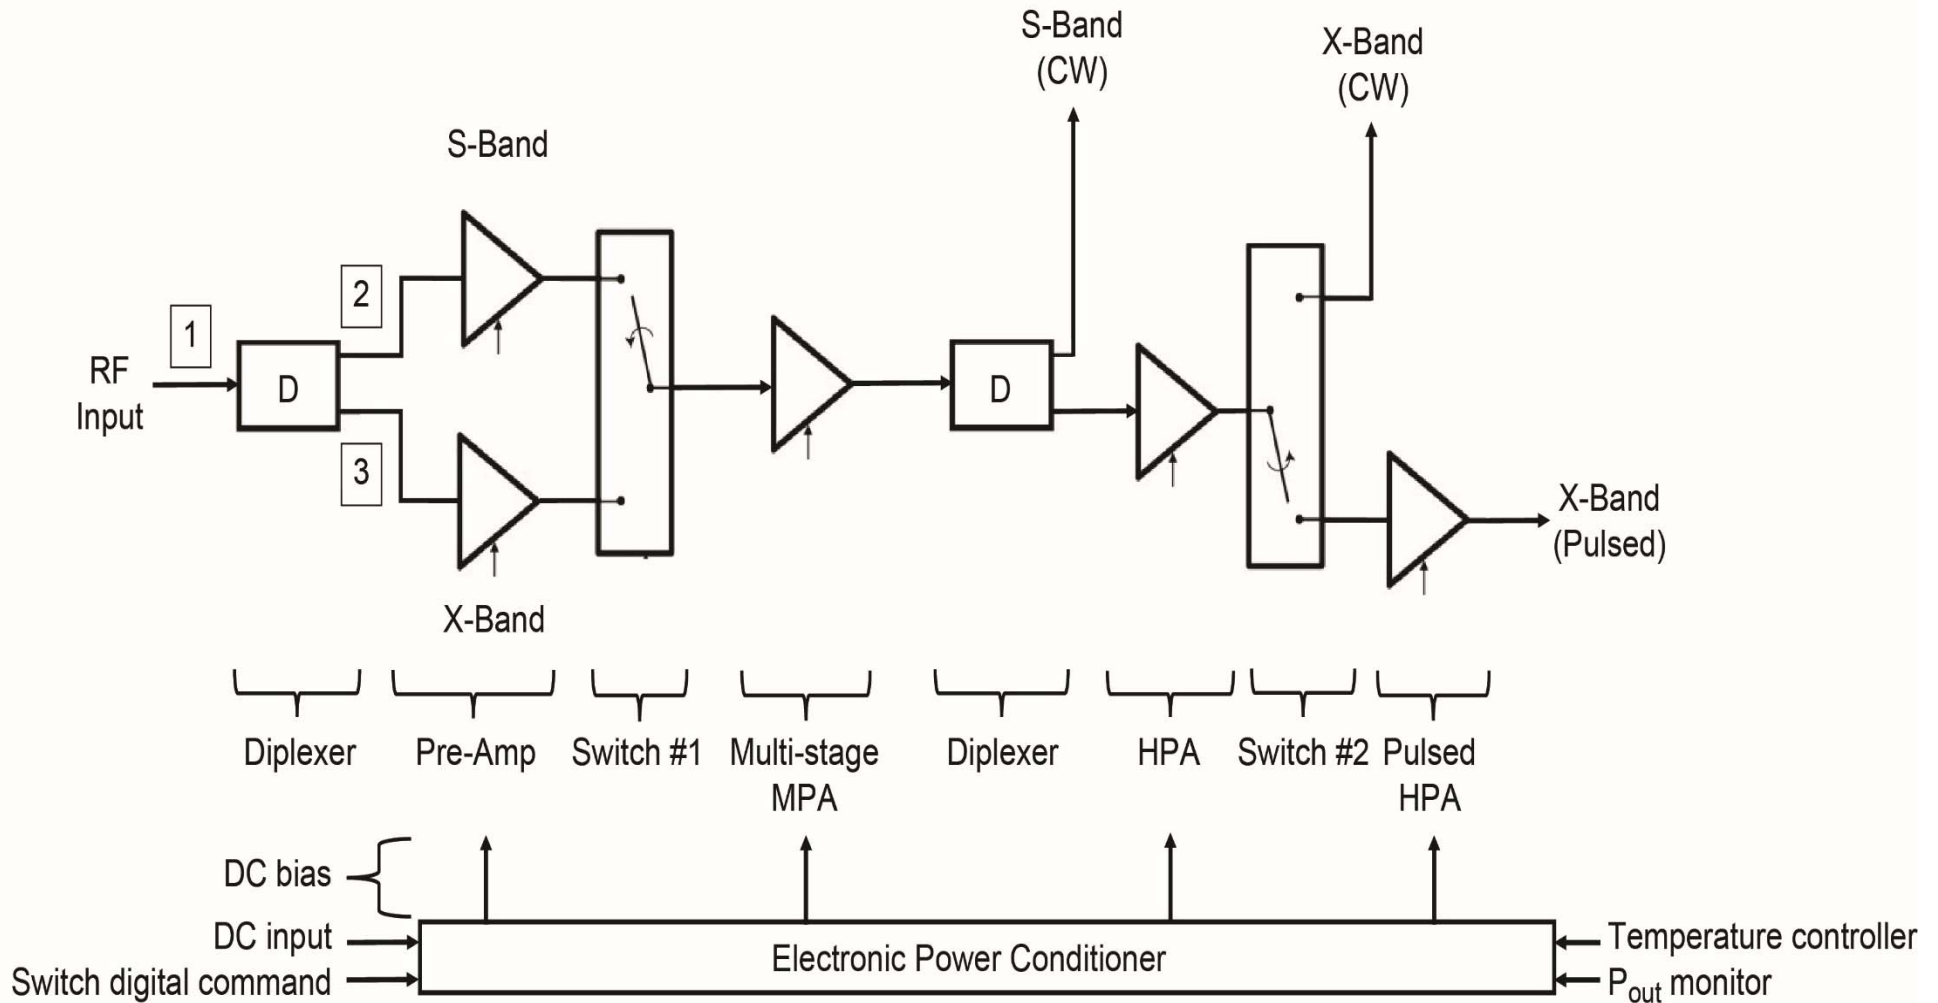 S-Band
(CW)
X-Band
(CW)
S-Band
1
2
RF
Input
D
3
D
X-Band
(Pulsed)
X-Band
Diplexer
Pre-Amp
Switch #1
Multi-stage
MPA
Diplexer
HPA
Switch #2
Pulsed
HPA
DC bias
DC input
Switch digital command
Electronic Power Conditioner
Temperature controller
Pout monitor